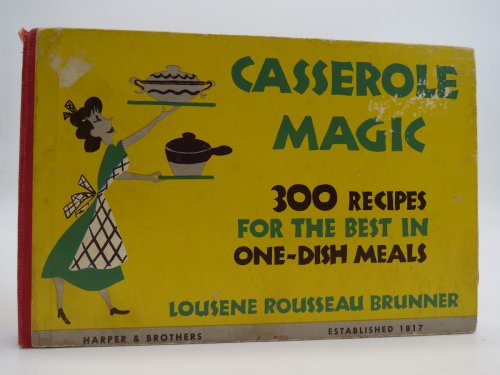 CASSEROLE
MAGIC
300 RECIPES
FOR THE BEST IN
ONE-DISH MEALS
LOUSENE ROUSSEAU BRUNNER
HARPER & BROTHERS ESTABLISHED 1817